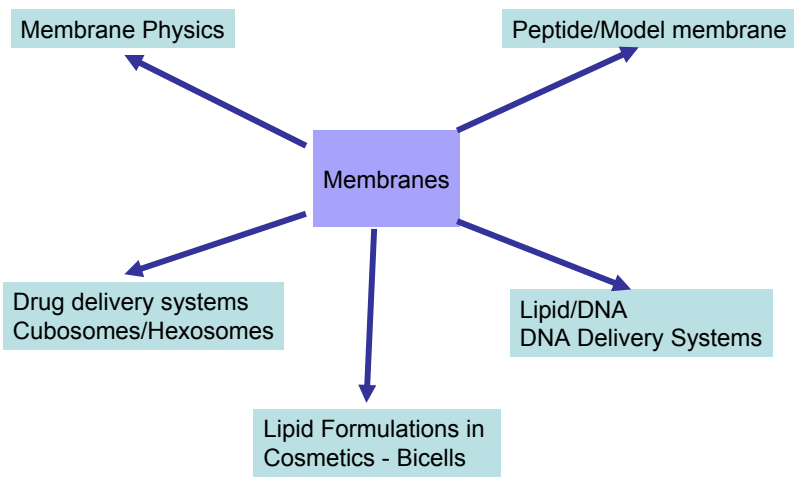 Membrane Physics
Peptide/Model membrane
Membranes
Drug delivery systems
Cubosomes/Hexosomes
Lipid/DNA
DNA Delivery Systems
Lipid Formulations in
Cosmetics - Bicells